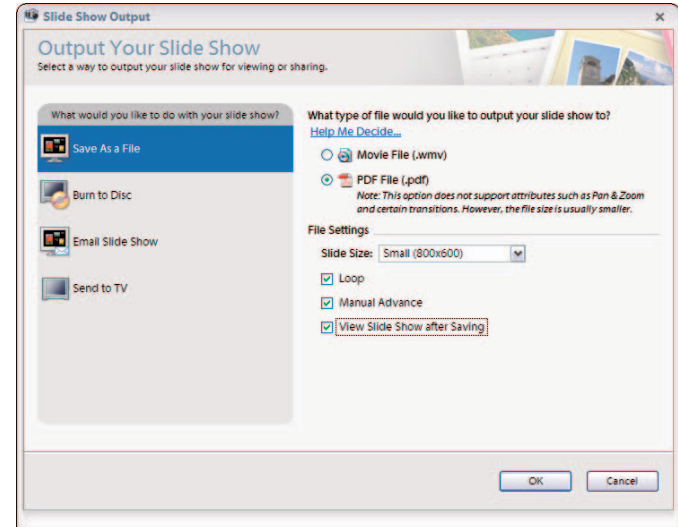 Slide Show Output
Output Your Slide Show
Select a way to output your slide show for viewing or sharing.
What would you like to do with your slide show?
Save As a File
Burn to Disc
Email Slide Show
Send to TV
What type of file would you like to output your slide show to?
Help Me Decide...
Movie File (.wmv)
PDF File (.pdf)
Note: This option does not support attributes such as Pan & Zoom
and certain transitions. However, the file size is usually smaller.
File Settings
Slide Size: Small (800x600)
Loop
Manual Advance
View Slide Show after Saving
OK Cancel